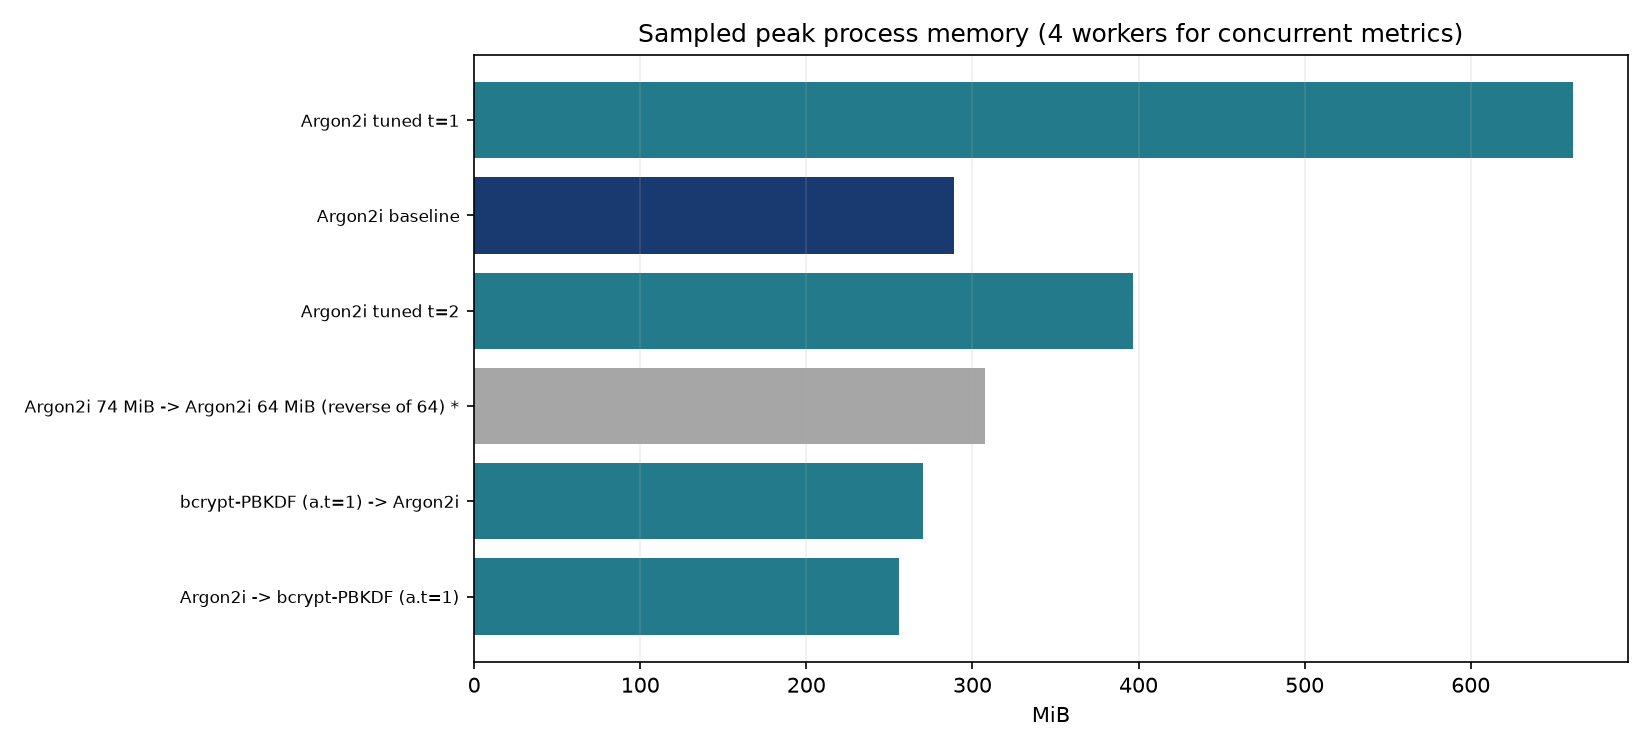 Sampled peak process memory (4 workers for concurrent metrics)
Argon2i tuned t=1
Argon2i baseline
Argon2i tuned t=2
Argon2i 74 MiB -> Argon2i 64 MiB (reverse of 64) *
bcrypt-PBKDF (a.t=1) -> Argon2i
Argon2i -> bcrypt-PBKDF (a.t=1)
0 100 200 300 400 500 600
MiB